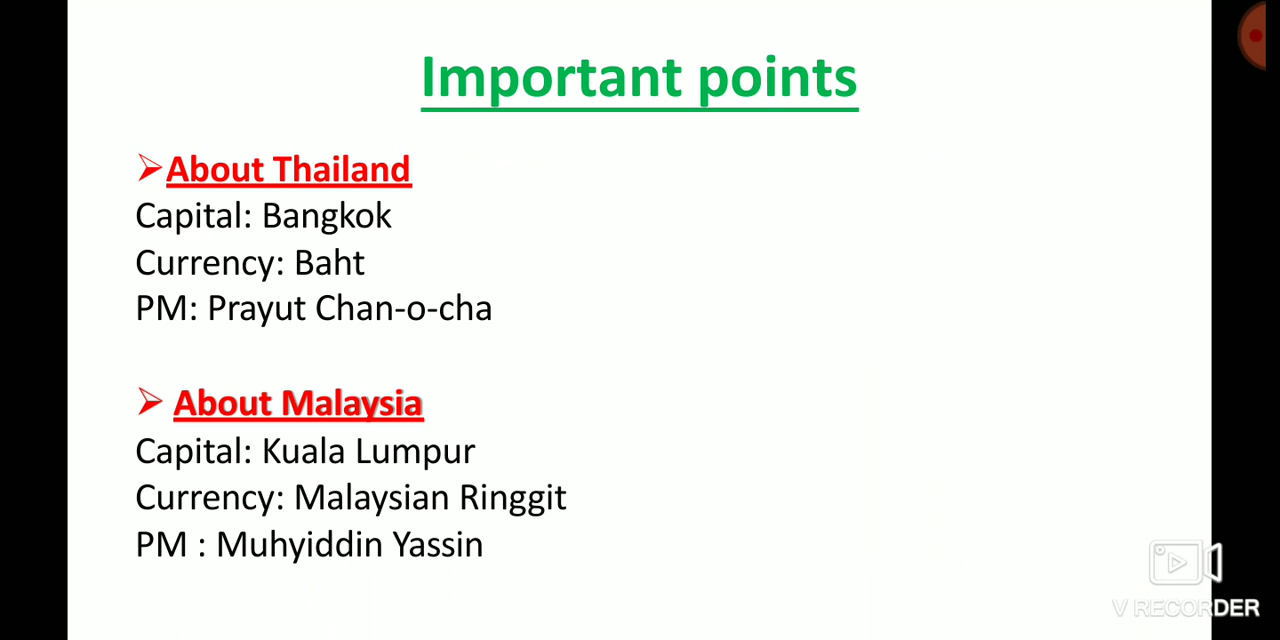 Important points
About Thailand
Capital: Bangkok
Currency: Baht
PM: Prayut Chan-o-cha
About Malaysia
Capital: Kuala Lumpur
Currency: Malaysian Ringgit
PM : Muhyiddin Yassin
V RECORDER